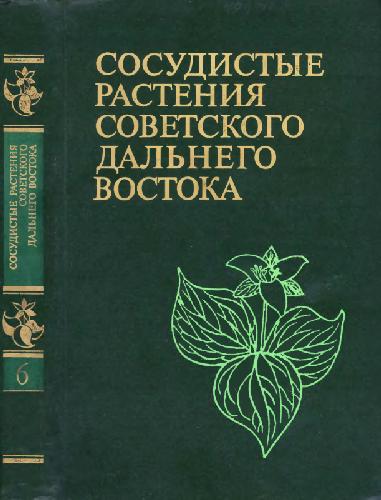 СОСУДИСТЫЕ
РАСТЕНИЯ
СОВЕТСКОГО
ДАЛЬНЕГО
ВОСТОКА
СОСУДИСТЫЕ РАСТЕНИЯ
СОВЕТСКОГО
ДАЛЬНЕГО ВОСТОКА
6